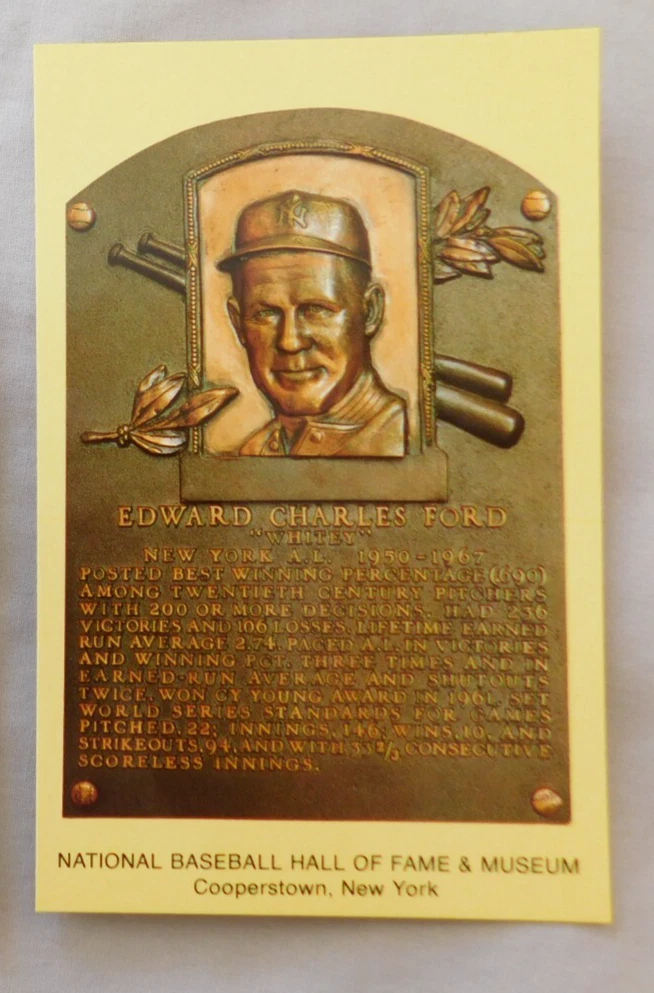 NY
EDWARD CHARLES FORD
"WHITEY"
NEW YORK A.L. 1950-1967
POSTED BEST WINNING PERCENTAGE (.690)
AMONG TWENTIETH CENTURY PITCHERS
WITH 200 OR MORE DECISIONS. HAD 236
VICTORIES AND 106 LOSSES. LIFETIME EARNED
RUN AVERAGE 2.74. PACED A.L. IN VICTORIES
AND WINNING PCT. THREE TIMES AND IN
EARNED-RUN AVERAGE AND SHUTOUTS
TWICE. WON CY YOUNG AWARD IN 1961. SET
WORLD SERIES STANDARDS FOR GAMES
PITCHED, 22; INNINGS, 146; WINS, 10, AND
STRIKEOUTS, 94, AND WITH 33 2/3 CONSECUTIVE
SCORELESS INNINGS.
NATIONAL BASEBALL HALL OF FAME & MUSEUM
Cooperstown, New York